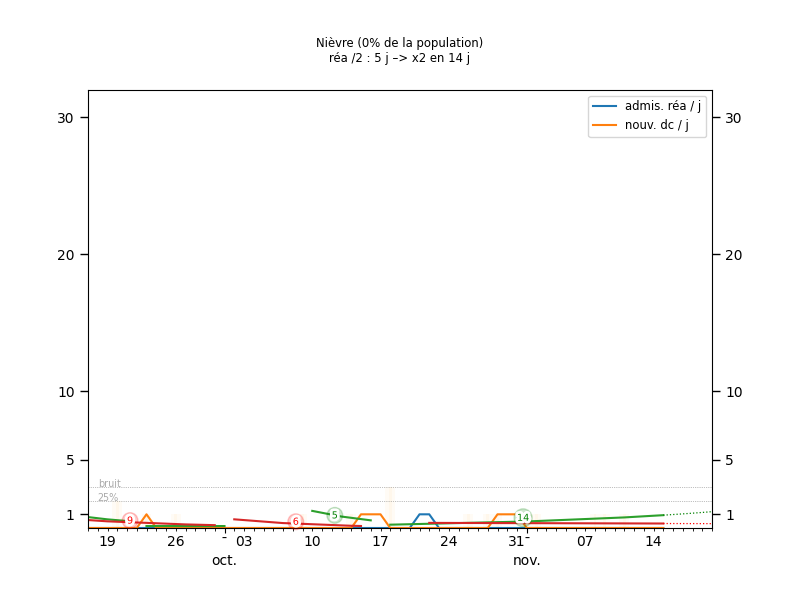 Nièvre (0% de la population)
réa /2 : 5 j –> x2 en 14 j
admis. réa / j
nouv. dc / j
30 30
20 20
10 10
5 5
bruit
25%
1 1
9 6 5 14
19 26 - 03 10 17 24 31- 07 14
oct. nov.